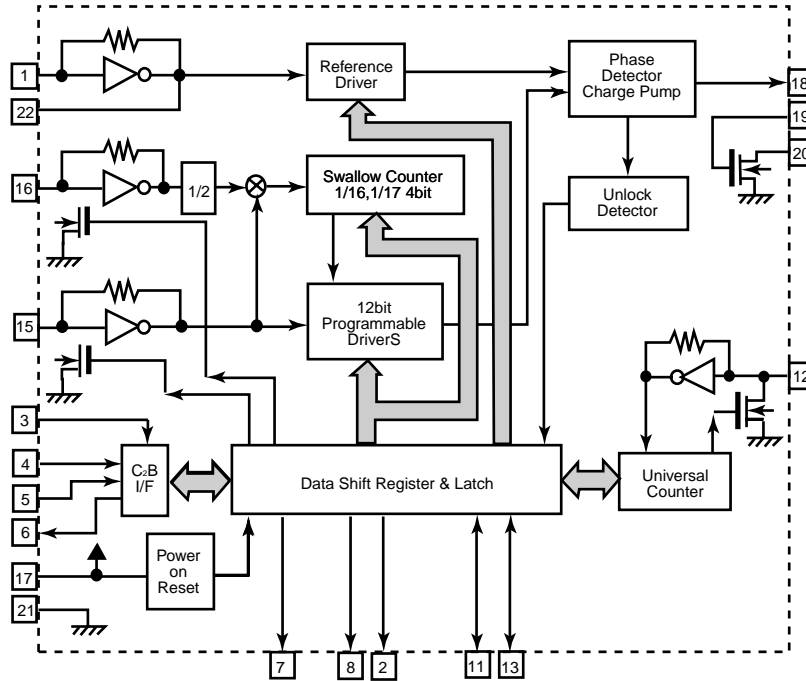 1
22
Reference
Driver
Phase
Detector
Charge Pump
18
19
20
16
1/2
Swallow Counter
1/16,1/17 4bit
Unlock
Detector
15
12bit
Programmable
DriverS
12
3
4
5
6
C2B
I/F
Data Shift Register & Latch
Universal
Counter
17
Power
on
Reset
21
7
8
2
11
13